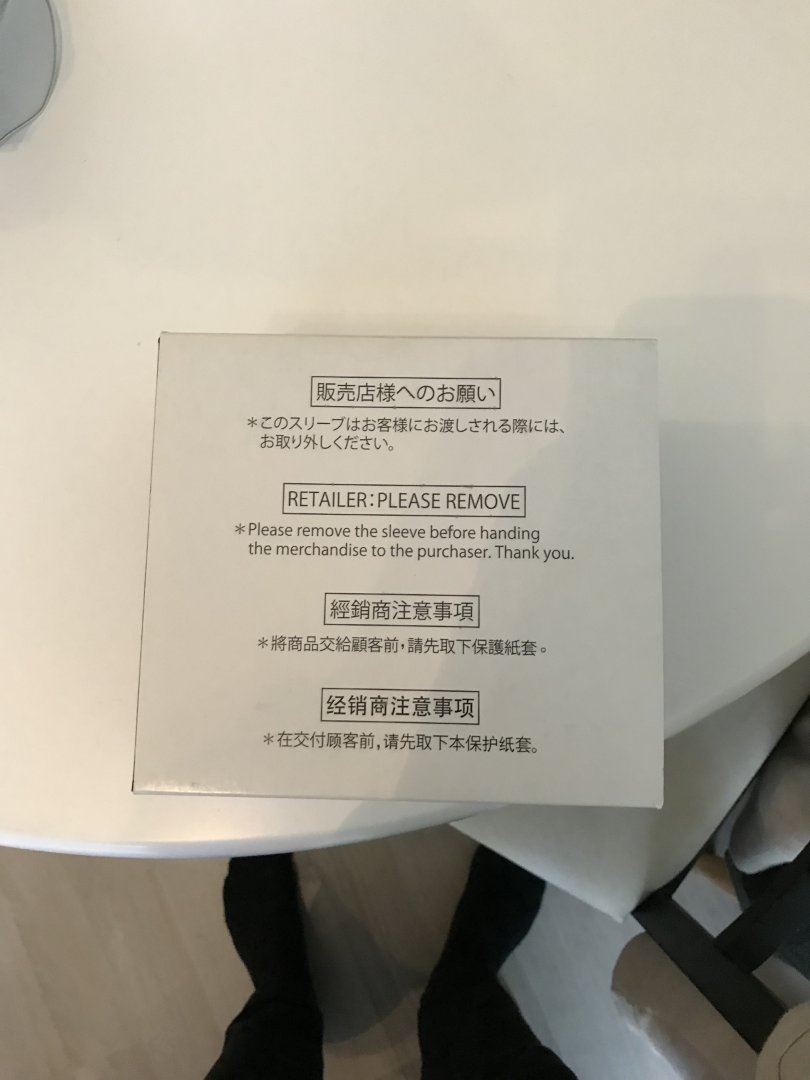 販売店様へのお願い
＊このスリーブはお客様にお渡しされる際には、
お取り外しください。
RETAILER:PLEASE REMOVE
＊Please remove the sleeve before handing
the merchandise to the purchaser. Thank you.
經銷商注意事項
＊將商品交給顧客前，請先取下保護紙套。
经销商注意事项
＊在交付顾客前，请先取下本保护纸套。